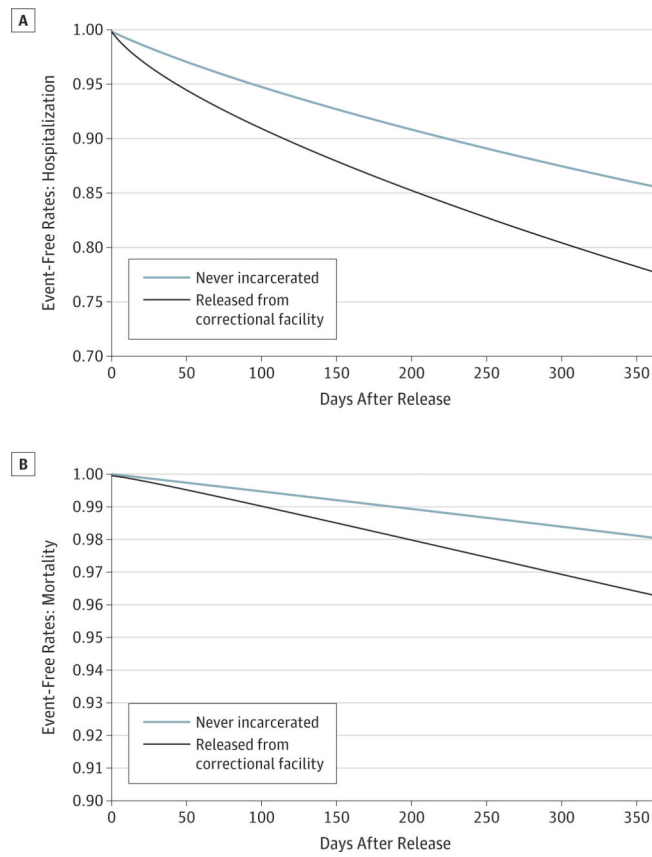 A
Event-Free Rates: Hospitalization
1.00
0.95
0.90
0.85
0.80
0.75
0.70
Never incarcerated
Released from
correctional facility
0 50 100 150 200 250 300 350
Days After Release
B
Event-Free Rates: Mortality
1.00
0.99
0.98
0.97
0.96
0.95
0.94
0.93
0.92
0.91
0.90
Never incarcerated
Released from
correctional facility
0 50 100 150 200 250 300 350
Days After Release